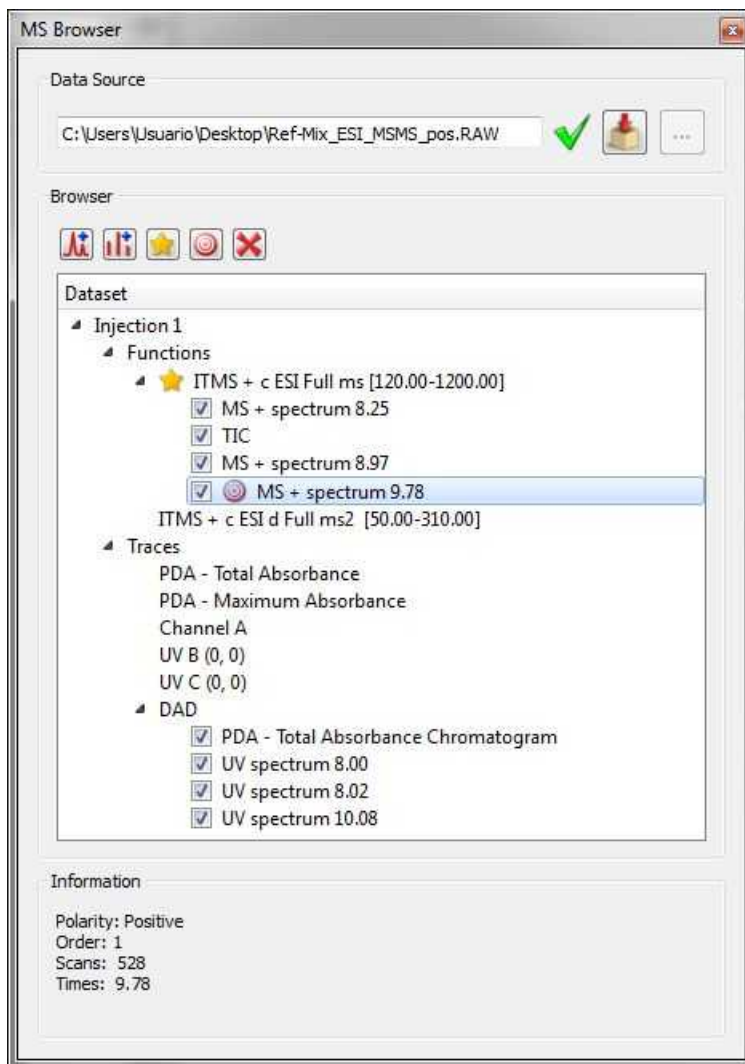 MS Browser
Data Source
C:\Users\Usuario\Desktop\Ref-Mix_ESI_MSMS_pos.RAW
...
Browser
Dataset
Injection 1
Functions
ITMS + c ESI Full ms [120.00-1200.00]
MS + spectrum 8.25
TIC
MS + spectrum 8.97
MS + spectrum 9.78
ITMS + c ESI d Full ms2 [50.00-310.00]
Traces
PDA - Total Absorbance
PDA - Maximum Absorbance
Channel A
UV B (0, 0)
UV C (0, 0)
DAD
PDA - Total Absorbance Chromatogram
UV spectrum 8.00
UV spectrum 8.02
UV spectrum 10.08
Information
Polarity: Positive
Order: 1
Scans: 528
Times: 9.78